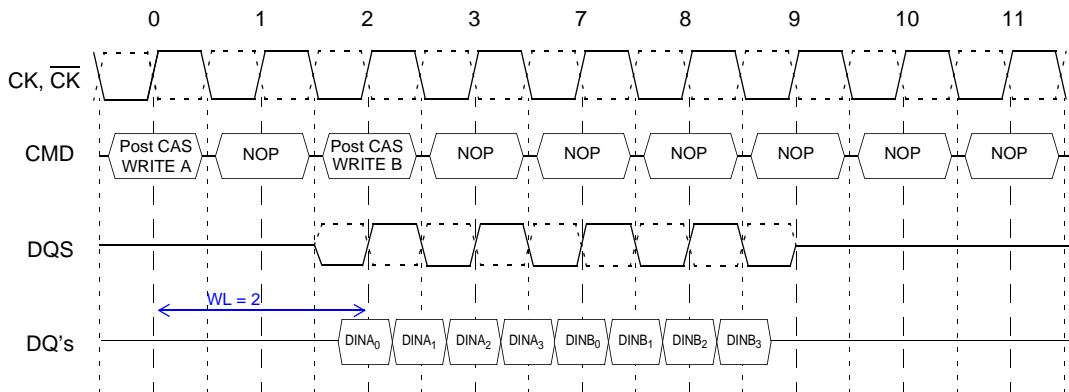 0 1 2 3 7 8 9 10 11
CK, CK
CMD
Post CAS
WRITE A
NOP
Post CAS
WRITE B
NOP
NOP
NOP
NOP
NOP
NOP
DQS
WL = 2
DQ's
DINA0 DINA1 DINA2 DINA3 DINB0 DINB1 DINB2 DINB3